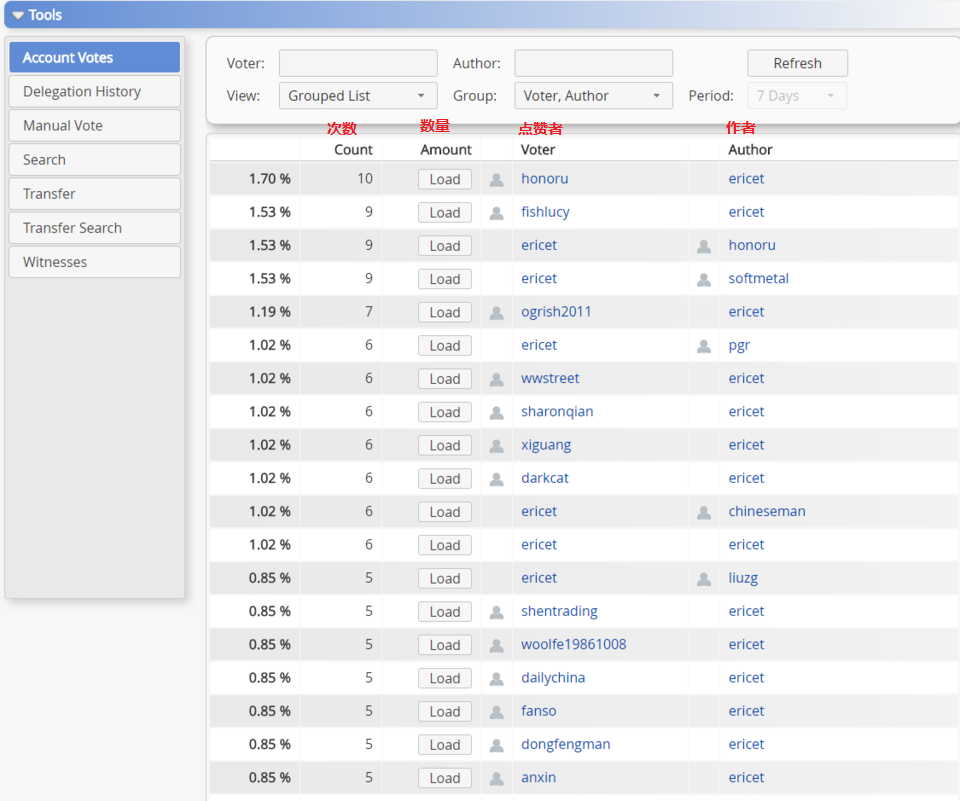 Tools
Account Votes
Delegation History
Manual Vote
Search
Transfer
Transfer Search
Witnesses
Voter: Author: Refresh
View: Grouped List Group: Voter, Author Period: 7 Days
次数 数量 点赞者 作者
Count Amount Voter Author
1.70 % 10 Load honoru ericet
1.53 % 9 Load fishlucy ericet
1.53 % 9 Load ericet honoru
1.53 % 9 Load ericet softmetal
1.19 % 7 Load ogrish2011 ericet
1.02 % 6 Load ericet pgr
1.02 % 6 Load wwstreet ericet
1.02 % 6 Load sharonqian ericet
1.02 % 6 Load xiguang ericet
1.02 % 6 Load darkcat ericet
1.02 % 6 Load ericet chineseman
1.02 % 6 Load ericet ericet
0.85 % 5 Load ericet liuzg
0.85 % 5 Load shentrading ericet
0.85 % 5 Load woolfe19861008 ericet
0.85 % 5 Load dailychina ericet
0.85 % 5 Load fanso ericet
0.85 % 5 Load dongfengman ericet
0.85 % 5 Load anxin ericet